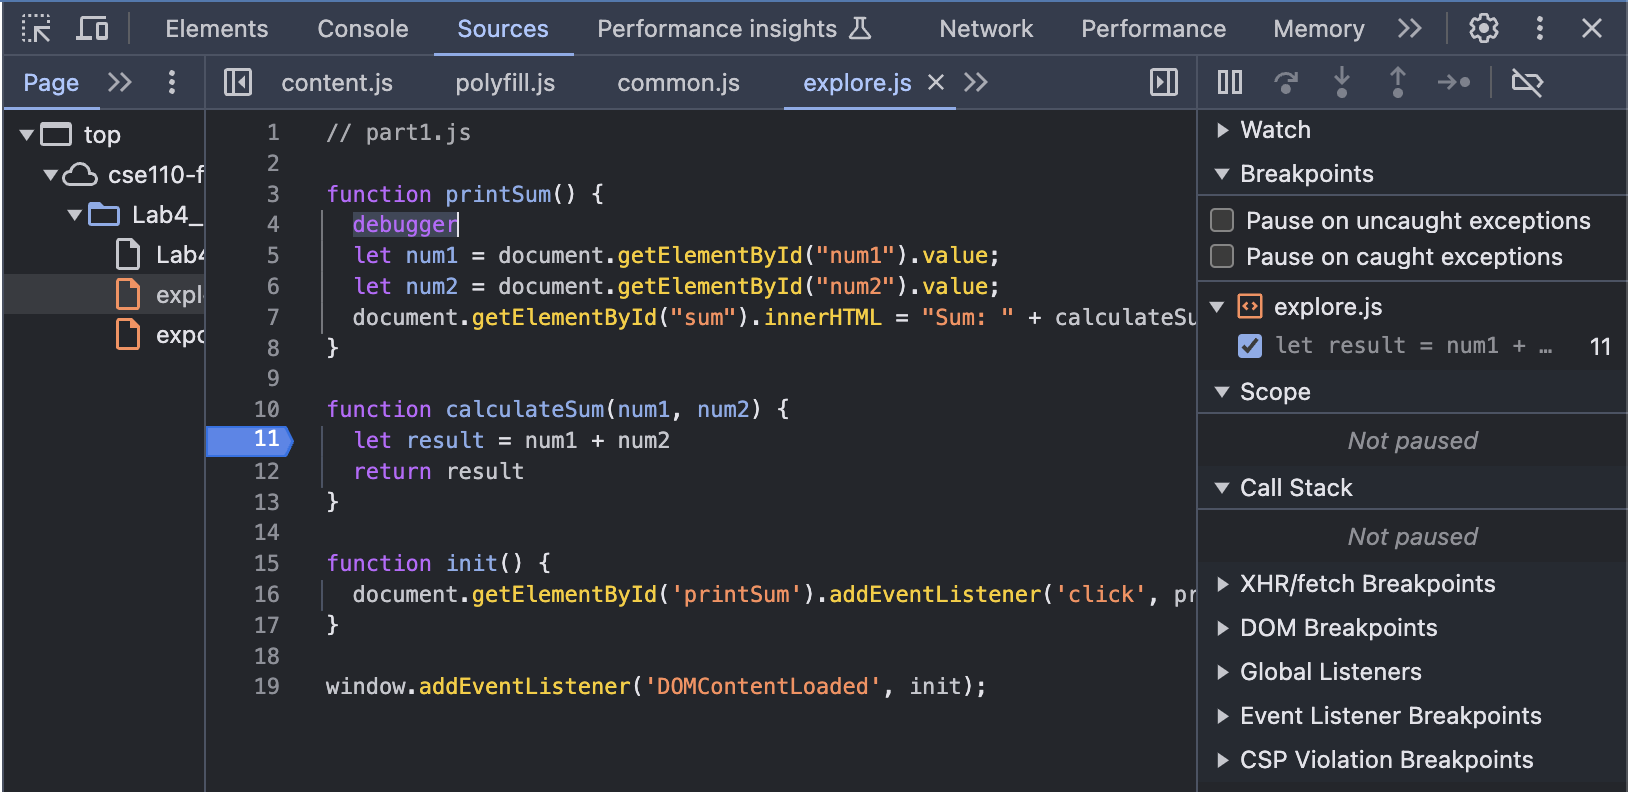 Elements Console Sources Performance insights Network Performance Memory
Page content.js polyfill.js common.js explore.js
top
cse110-f
Lab4_
Lab4
expl
expo
1 // part1.js
2
3 function printSum() {
4 debugger
5 let num1 = document.getElementById("num1").value;
6 let num2 = document.getElementById("num2").value;
7 document.getElementById("sum").innerHTML = "Sum: " + calculateSu
8 }
9
10 function calculateSum(num1, num2) {
11 let result = num1 + num2
12 return result
13 }
14
15 function init() {
16 document.getElementById('printSum').addEventListener('click', pr
17 }
18
19 window.addEventListener('DOMContentLoaded', init);
Watch
Breakpoints
Pause on uncaught exceptions
Pause on caught exceptions
explore.js
let result = num1 + … 11
Scope
Not paused
Call Stack
Not paused
XHR/fetch Breakpoints
DOM Breakpoints
Global Listeners
Event Listener Breakpoints
CSP Violation Breakpoints